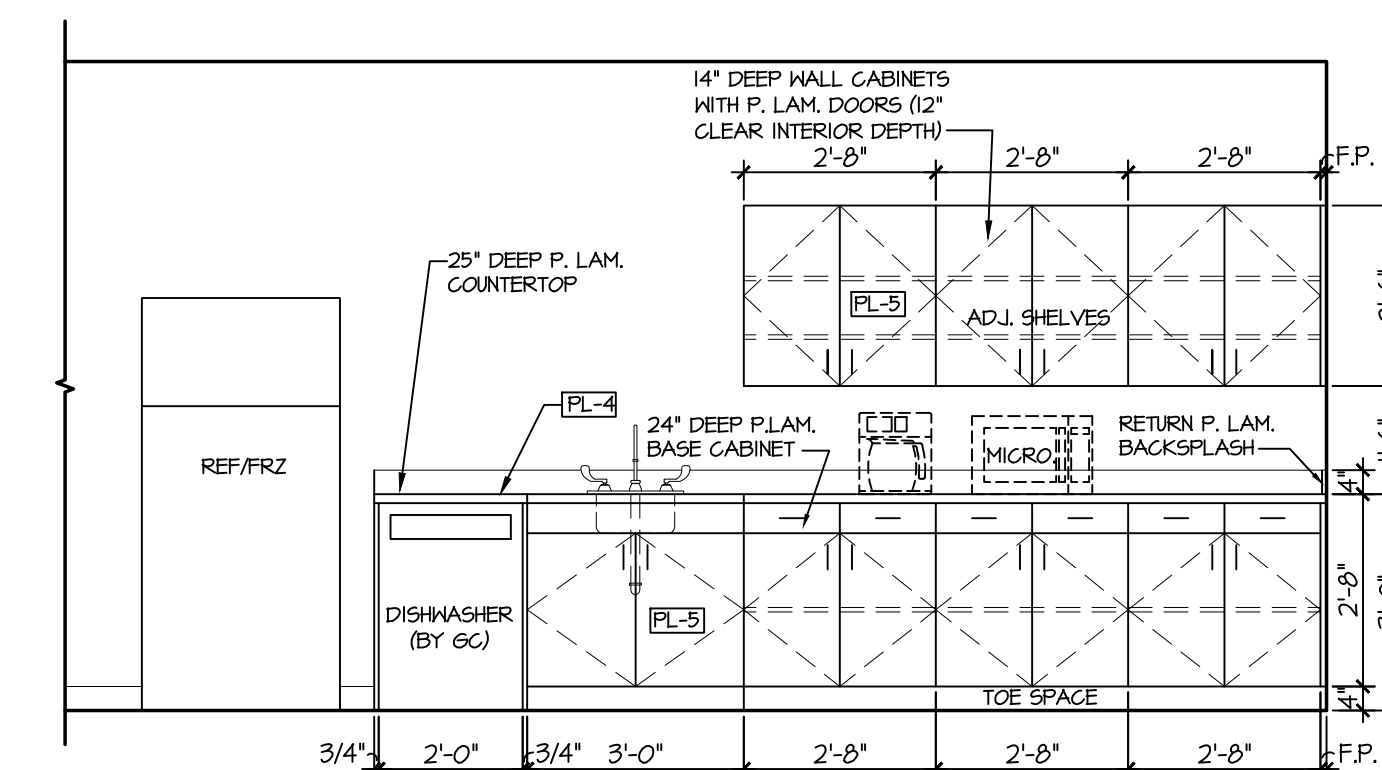 14" DEEP WALL CABINETS
WITH P. LAM. DOORS (12"
CLEAR INTERIOR DEPTH)
2'-8" 2'-8" 2'-8" F.P.
25" DEEP P. LAM.
COUNTERTOP
PL-5
ADJ. SHELVES
PL-4
24" DEEP P.LAM.
BASE CABINET
RETURN P. LAM.
BACKSPLASH
REF/FRZ
MICRO.
4"
2'-8"
DISHWASHER
(BY GC)
PL-5
TOE SPACE
4"
3/4" 2'-0" 3/4" 3'-0" 2'-8" 2'-8" 2'-8" F.P.